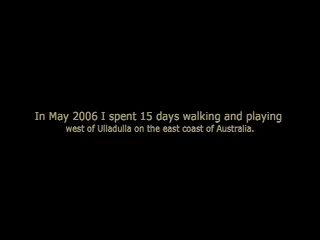 In May 2006 I spent 15 days walking and playing
west of Ulladulla on the east coast of Australia.